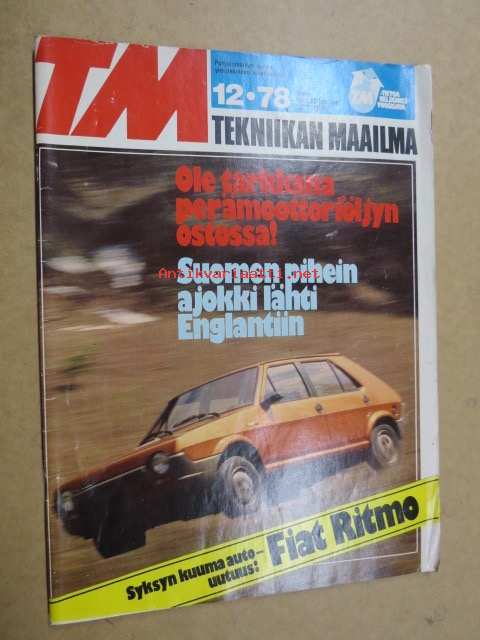 TM
12•78
TEKNIIKAN MAAILMA
Ole tarkkana
perämoottoriöljyn
ostossa!
Suomen nihein
ajokki lähti
Englantiin
Antikvariaatti.net
Syksyn kuuma auto-
uutuus:
Fiat Ritmo